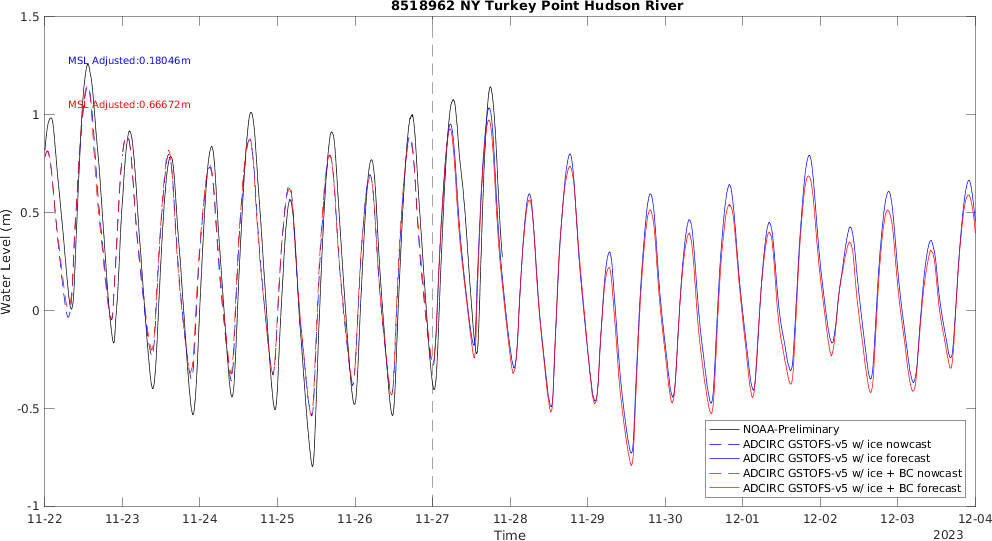 8518962 NY Turkey Point Hudson River
1.5
1
0.5
0
-0.5
-1
Water Level (m)
MSL Adjusted:0.18046m
MSL Adjusted:0.66672m
NOAA-Preliminary
ADCIRC GSTOFS-v5 w/ ice nowcast
ADCIRC GSTOFS-v5 w/ ice forecast
ADCIRC GSTOFS-v5 w/ ice + BC nowcast
ADCIRC GSTOFS-v5 w/ ice + BC forecast
11-22 11-23 11-24 11-25 11-26 11-27 11-28 11-29 11-30 12-01 12-02 12-03 12-04
Time
2023